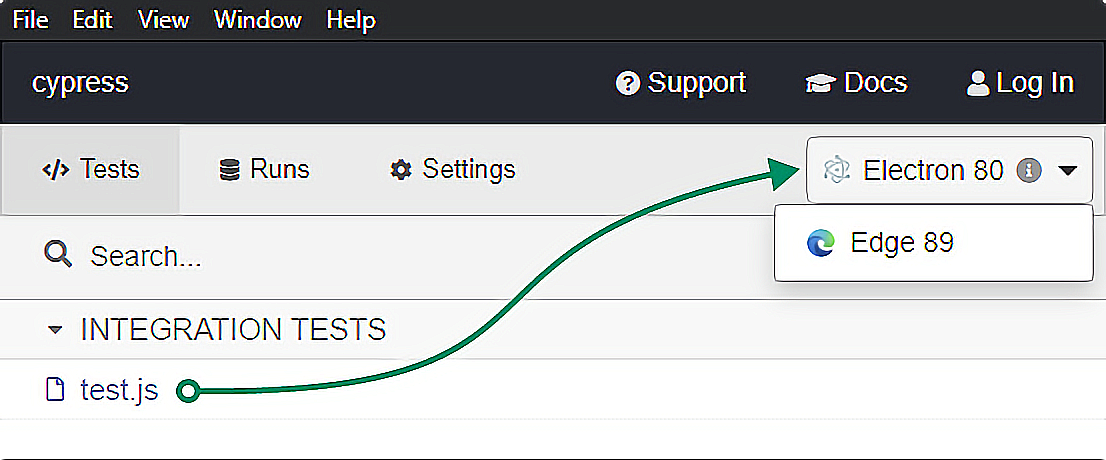 File Edit View Window Help
cypress Support Docs Log In
Tests Runs Settings Electron 80
Edge 89
Search...
INTEGRATION TESTS
test.js